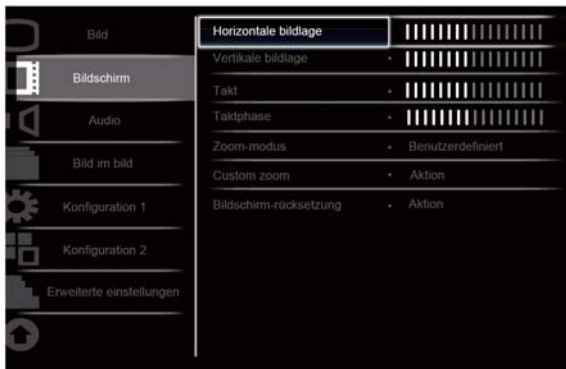 Bild
Bildschirm
Audio
Bild im bild
Konfiguration 1
Konfiguration 2
Erweiterte einstellungen
Horizontale bildlage
Vertikale bildlage
Takt
Taktphase
Zoom-modus • Benutzerdefiniert
Custom zoom • Aktion
Bildschirm-rücksetzung • Aktion